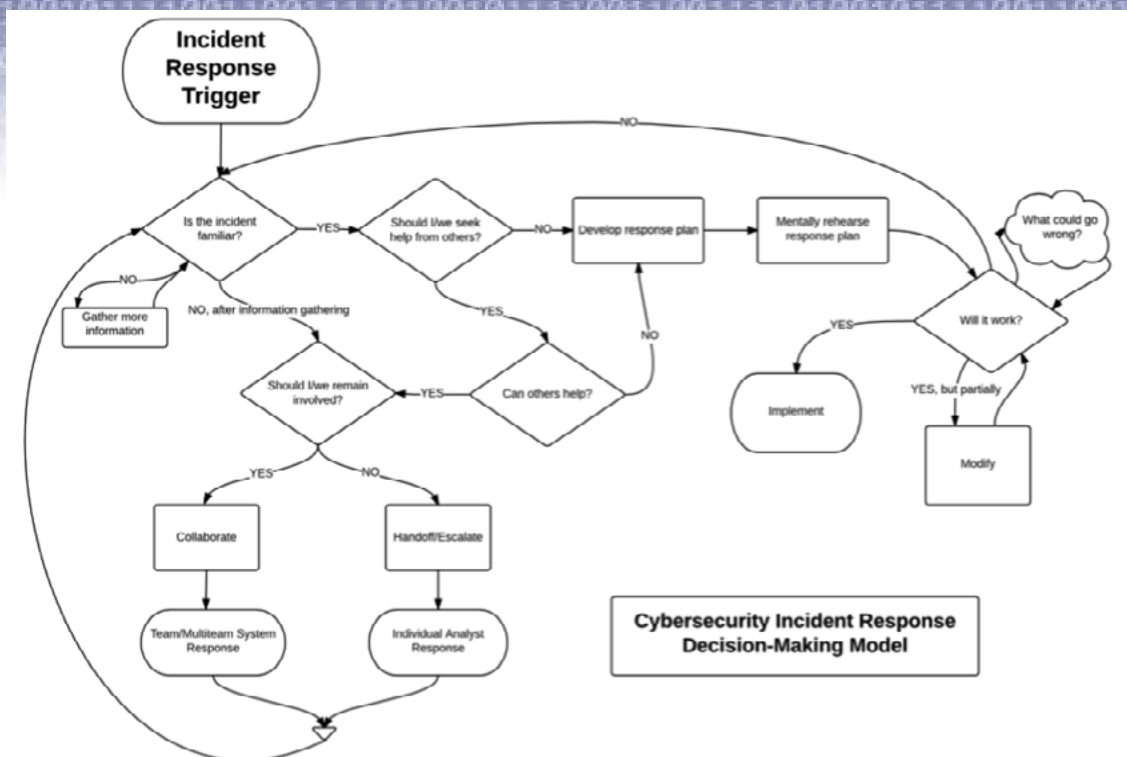 Incident
Response
Trigger
NO
Is the incident
familiar?
YES
Should I/we seek
help from others?
NO
Develop response plan
Mentally rehearse
response plan
What could go
wrong?
NO
Gather more
information
NO, after information gathering
YES
NO
YES
Will it work?
Should I/we remain
involved?
YES
Can others help?
YES, but partially
Implement
Modify
YES
NO
Collaborate
Handoff/Escalate
Team/Multiteam System
Response
Individual Analyst
Response
Cybersecurity Incident Response
Decision-Making Model